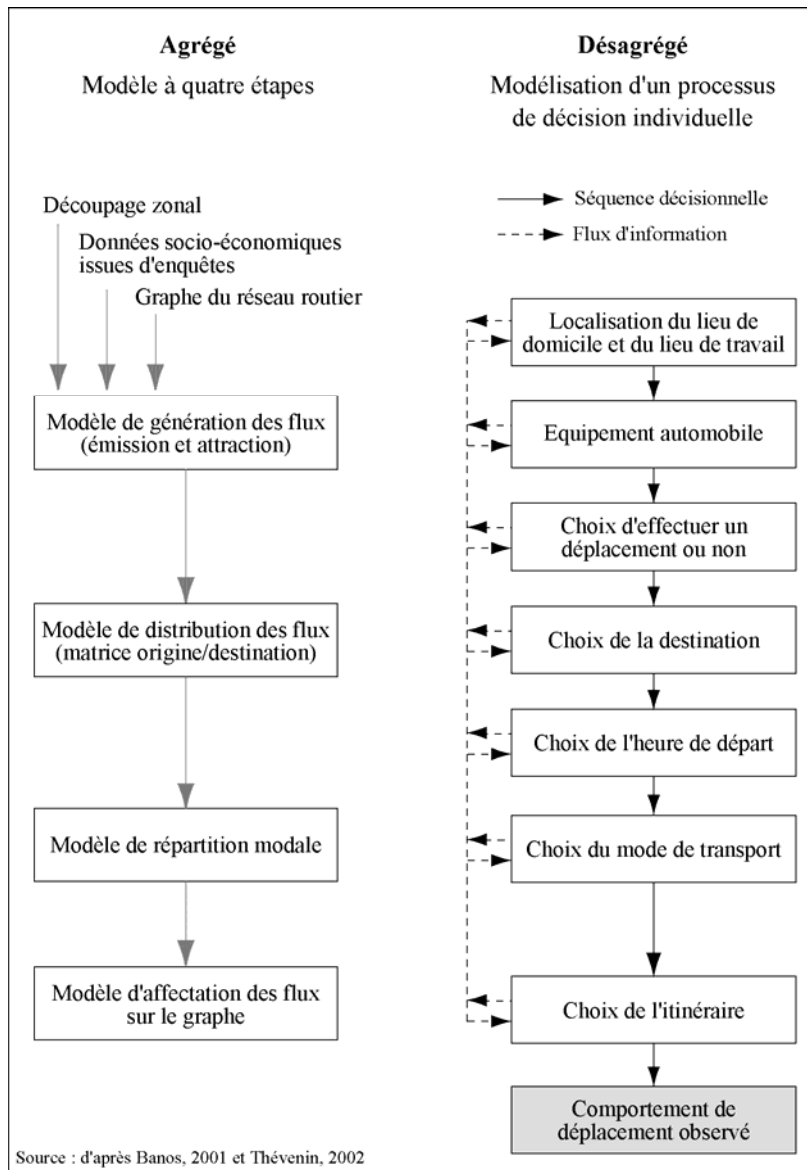 Agrégé
Modèle à quatre étapes
Découpage zonal
Données socio-économiques
issues d'enquêtes
Graphe du réseau routier
Modèle de génération des flux
(émission et attraction)
Modèle de distribution des flux
(matrice origine/destination)
Modèle de répartition modale
Modèle d'affectation des flux
sur le graphe
Désagrégé
Modélisation d'un processus
de décision individuelle
Séquence décisionnelle
Flux d'information
Localisation du lieu de
domicile et du lieu de travail
Equipement automobile
Choix d'effectuer un
déplacement ou non
Choix de la destination
Choix de l'heure de départ
Choix du mode de transport
Choix de l'itinéraire
Comportement de
déplacement observé
Source : d'après Banos, 2001 et Thévenin, 2002